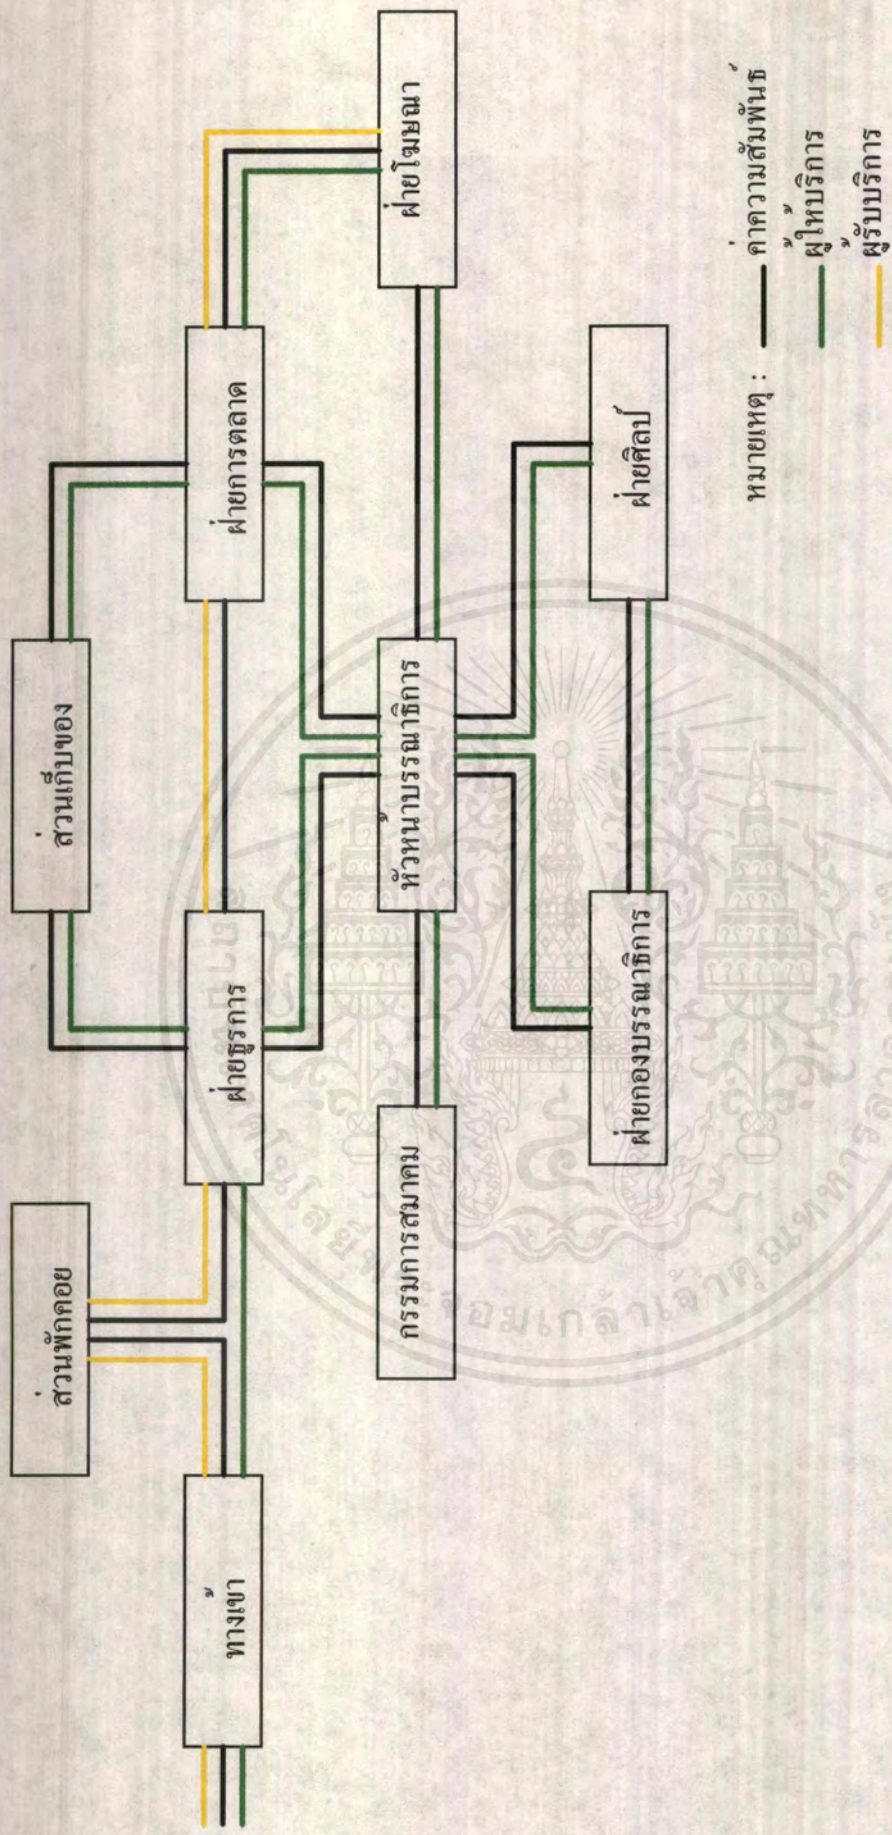 ส่วนพักคอย
ส่วนเก็บของ
ทางเข้า
ฝ่ายธุรการ
ฝ่ายการตลาด
กรรมการสมาคม
หัวหน้าบรรณาธิการ
ฝ่ายโฆษณา
ฝ่ายกองบรรณาธิการ
ฝ่ายศิลป์
หมายเหตุ : ค่าความสัมพันธ์
ผู้ให้บริการ
ผู้รับบริการ